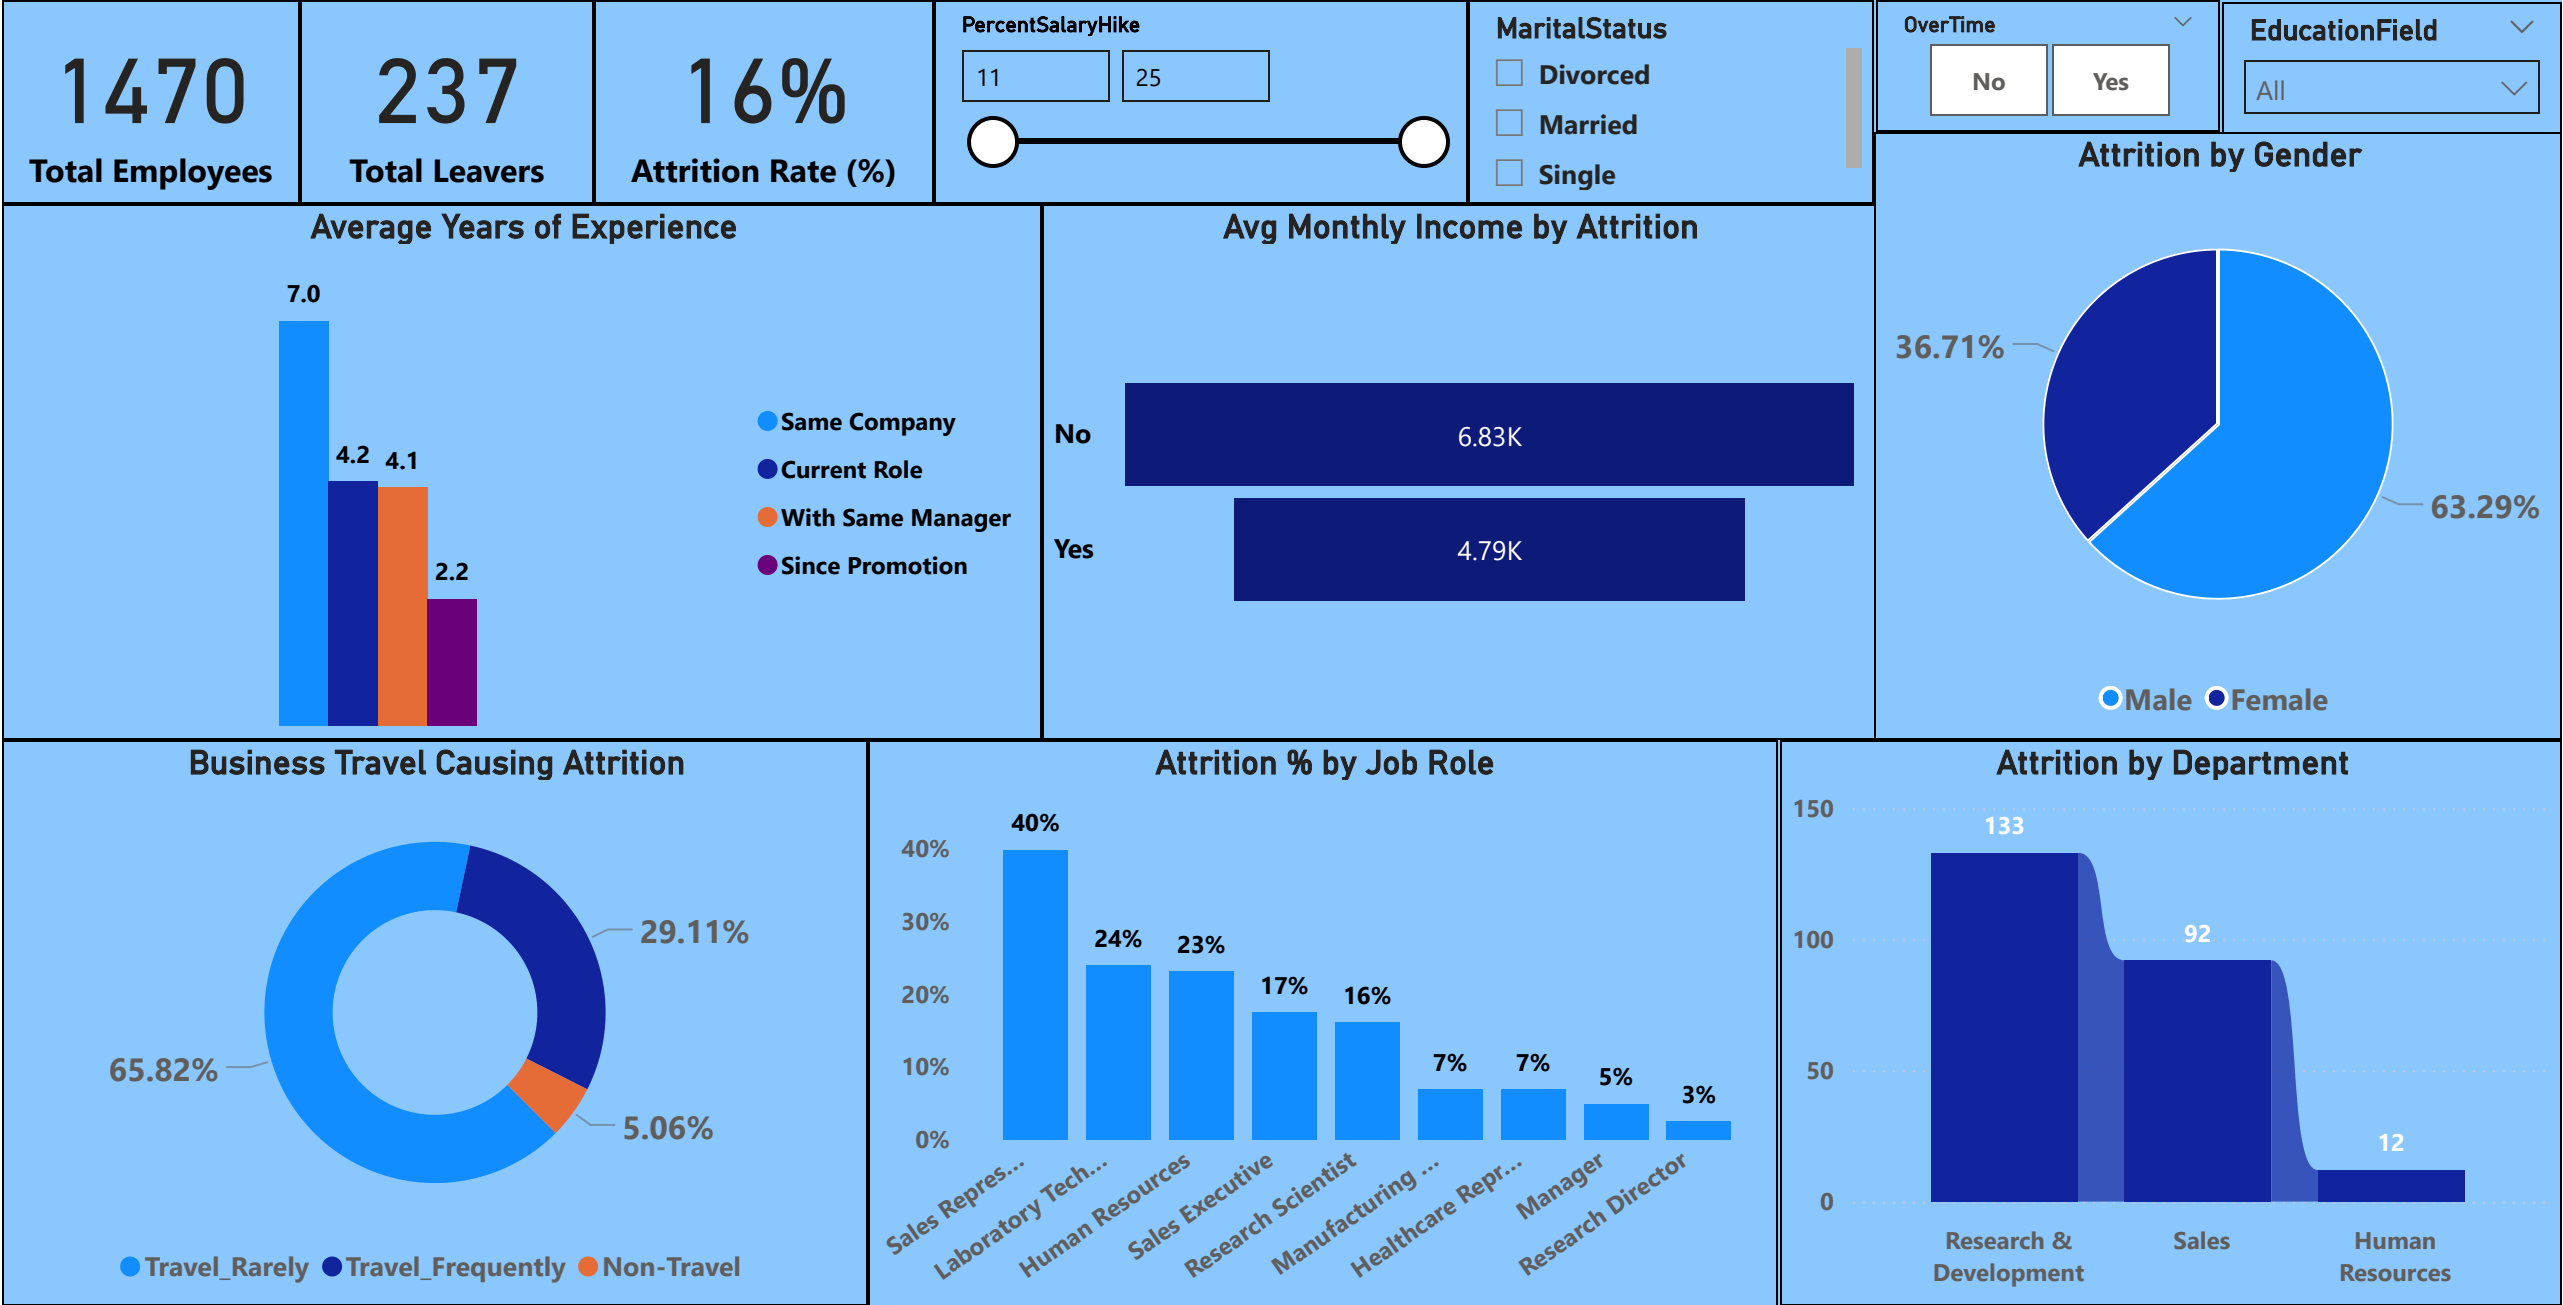 1470
Total Employees
237
Total Leavers
16%
Attrition Rate (%)
PercentSalaryHike
11
25
MaritalStatus
Divorced
Married
Single
OverTime
No
Yes
EducationField
All
Average Years of Experience
7.0
4.2
4.1
2.2
Same Company
Current Role
With Same Manager
Since Promotion
Avg Monthly Income by Attrition
No
6.83K
Yes
4.79K
Attrition by Gender
36.71%
63.29%
Male
Female
Business Travel Causing Attrition
29.11%
65.82%
5.06%
Travel_Rarely
Travel_Frequently
Non-Travel
Attrition % by Job Role
40%
30%
20%
10%
0%
40%
24%
23%
17%
16%
7%
7%
5%
3%
Sales Repres...
Laboratory Tech...
Human Resources
Sales Executive
Research Scientist
Manufacturing ...
Healthcare Repr...
Manager
Research Director
Attrition by Department
150
100
50
0
133
92
12
Research &
Development
Sales
Human
Resources